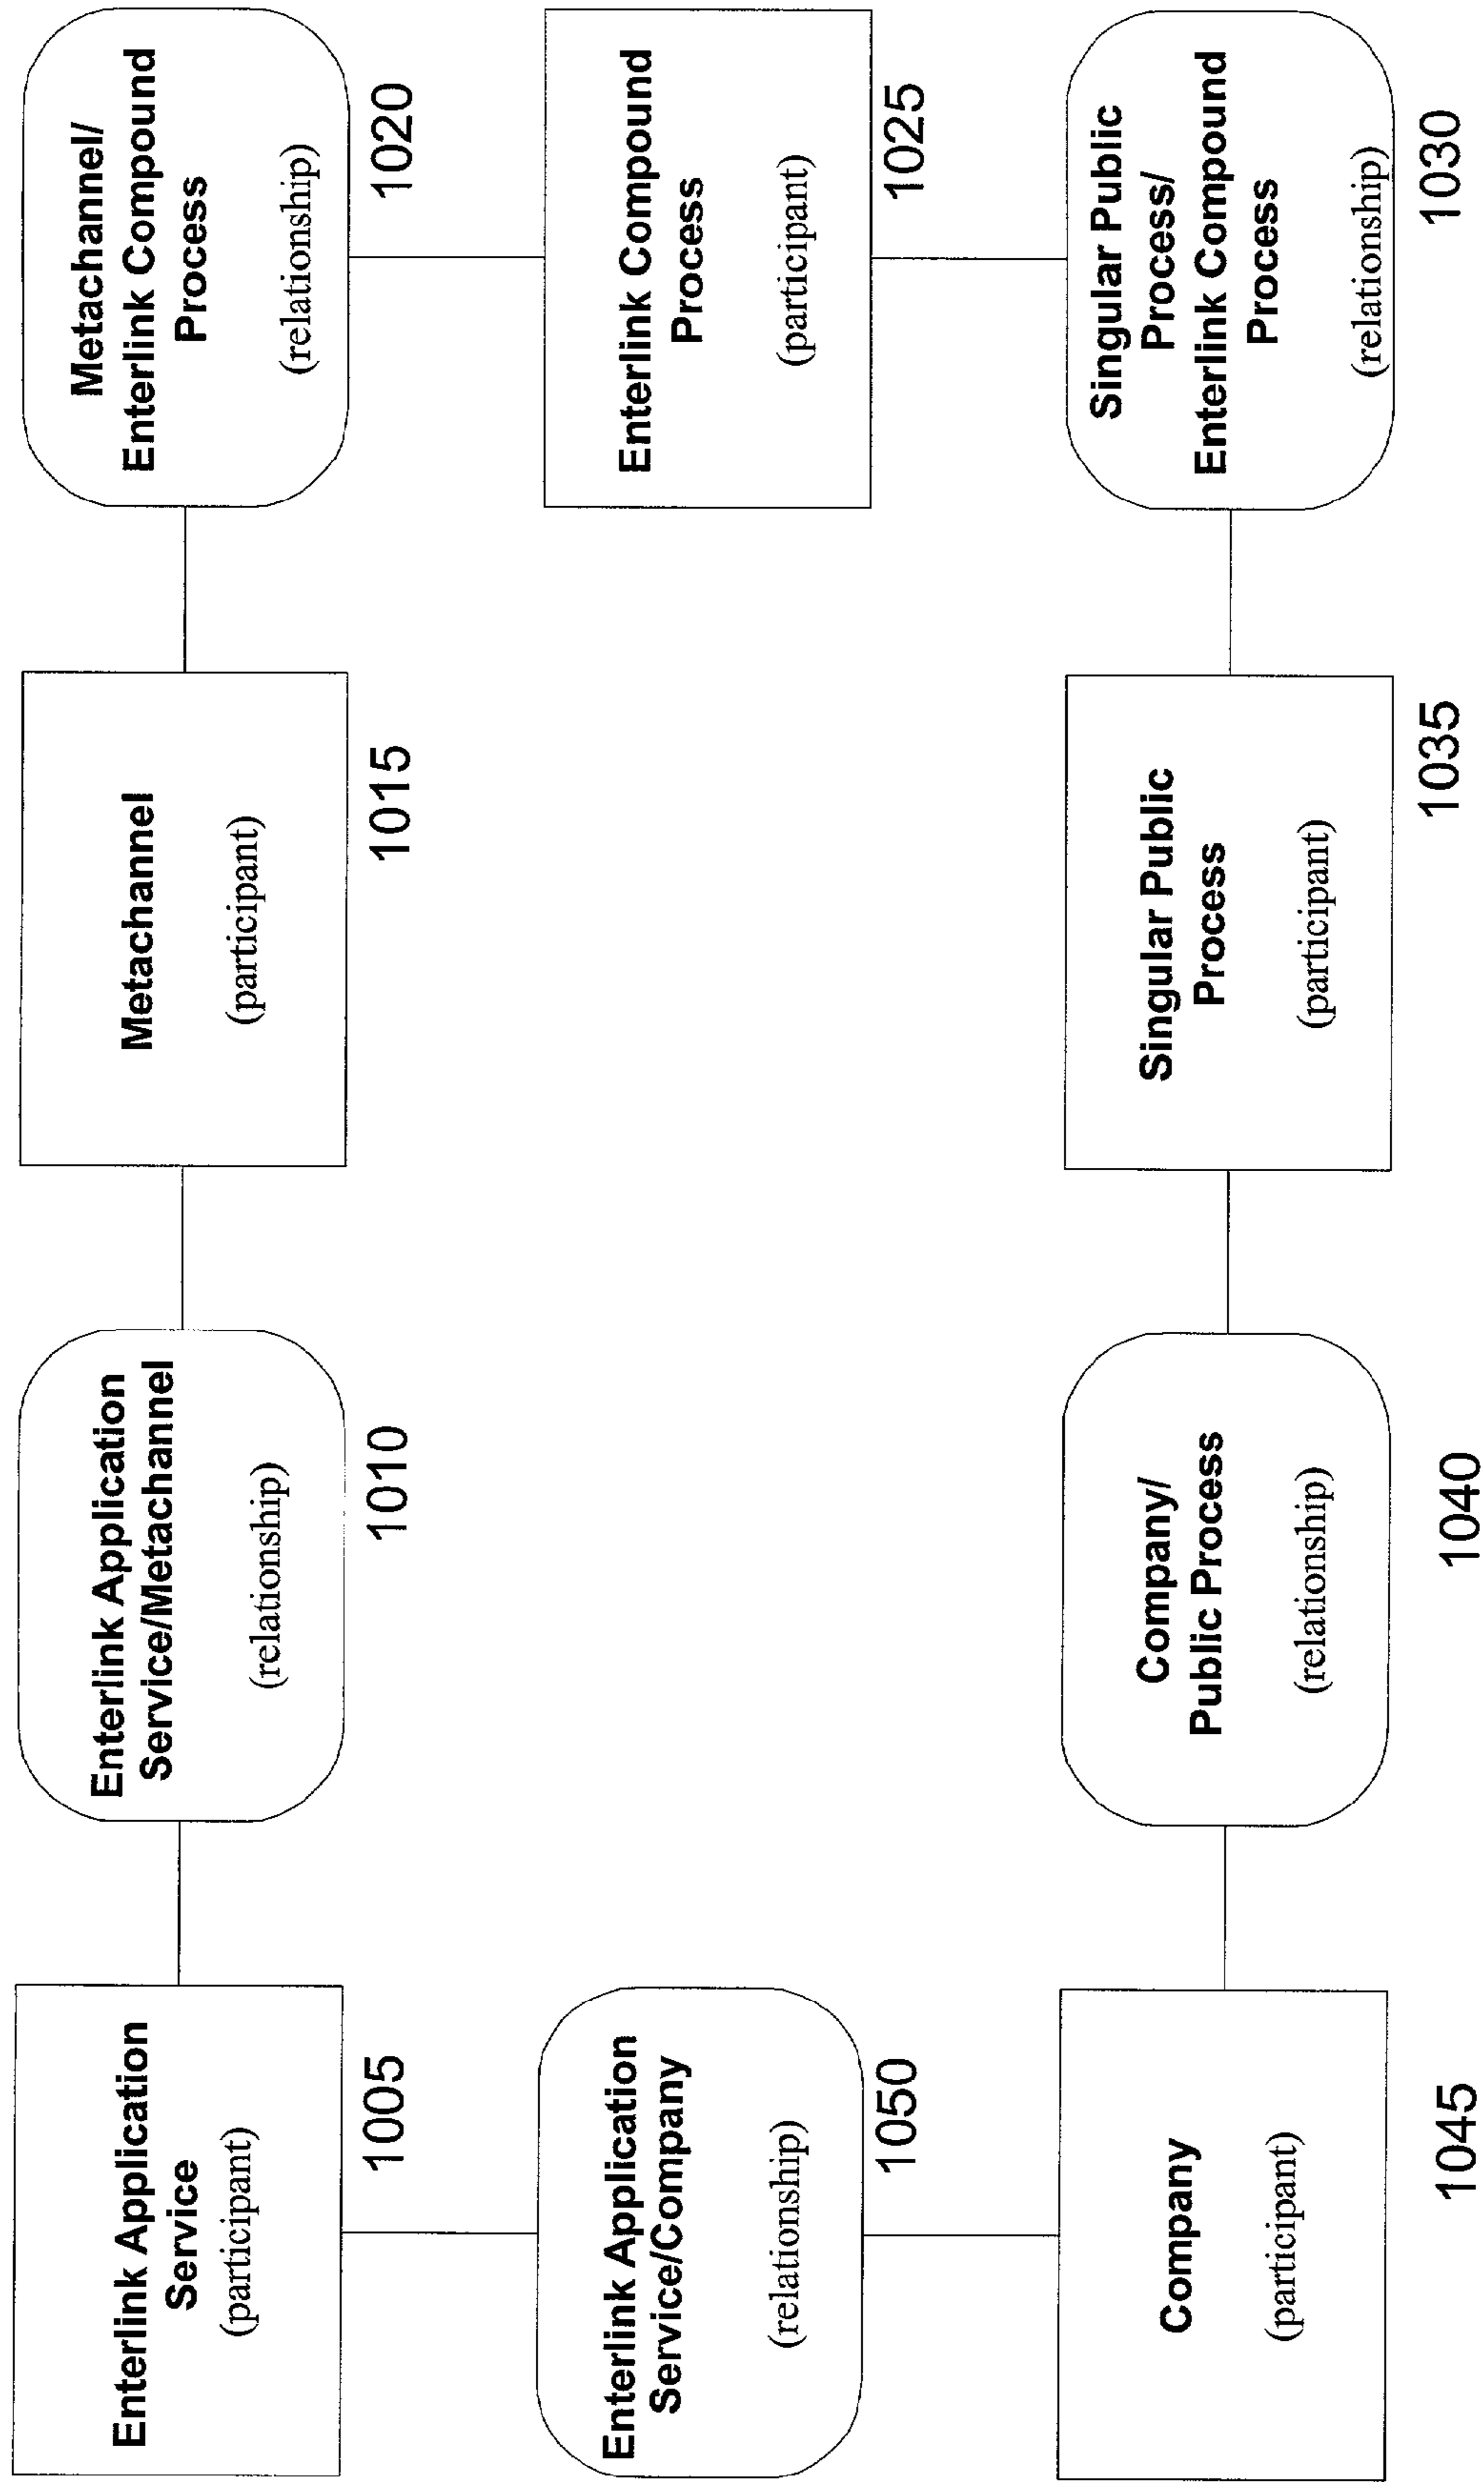 Enterlink Application
Service
(participant)
1005
Enterlink Application
Service/Metachannel
(relationship)
1010
Metachannel
(participant)
1015
Metachannel/
Enterlink Compound
Process
(relationship)
1020
Enterlink Application
Service/Company
(relationship)
1050
Enterlink Compound
Process
(participant)
1025
Company
(participant)
1045
Company/
Public Process
(relationship)
1040
Singular Public
Process
(participant)
1035
Singular Public
Process/
Enterlink Compound
Process
(relationship)
1030